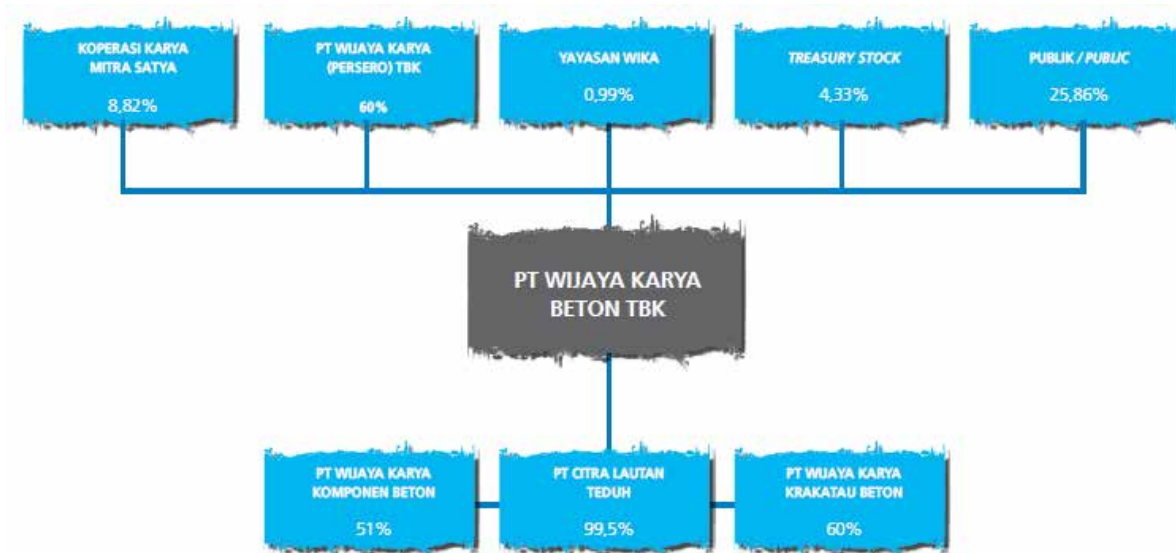 KOPERASI KARYA
MITRA SATYA
8,82%
PT WIJAYA KARYA
(PERSERO) TBK
60%
YAYASAN WIKA
0,99%
TREASURY STOCK
4,33%
PUBLIK / PUBLIC
25,86%
PT WIJAYA KARYA
BETON TBK
PT WIJAYA KARYA
KOMPONEN BETON
51%
PT CITRA LAUTAN
TEDUH
99,5%
PT WIJAYA KARYA
KRAKATAU BETON
60%